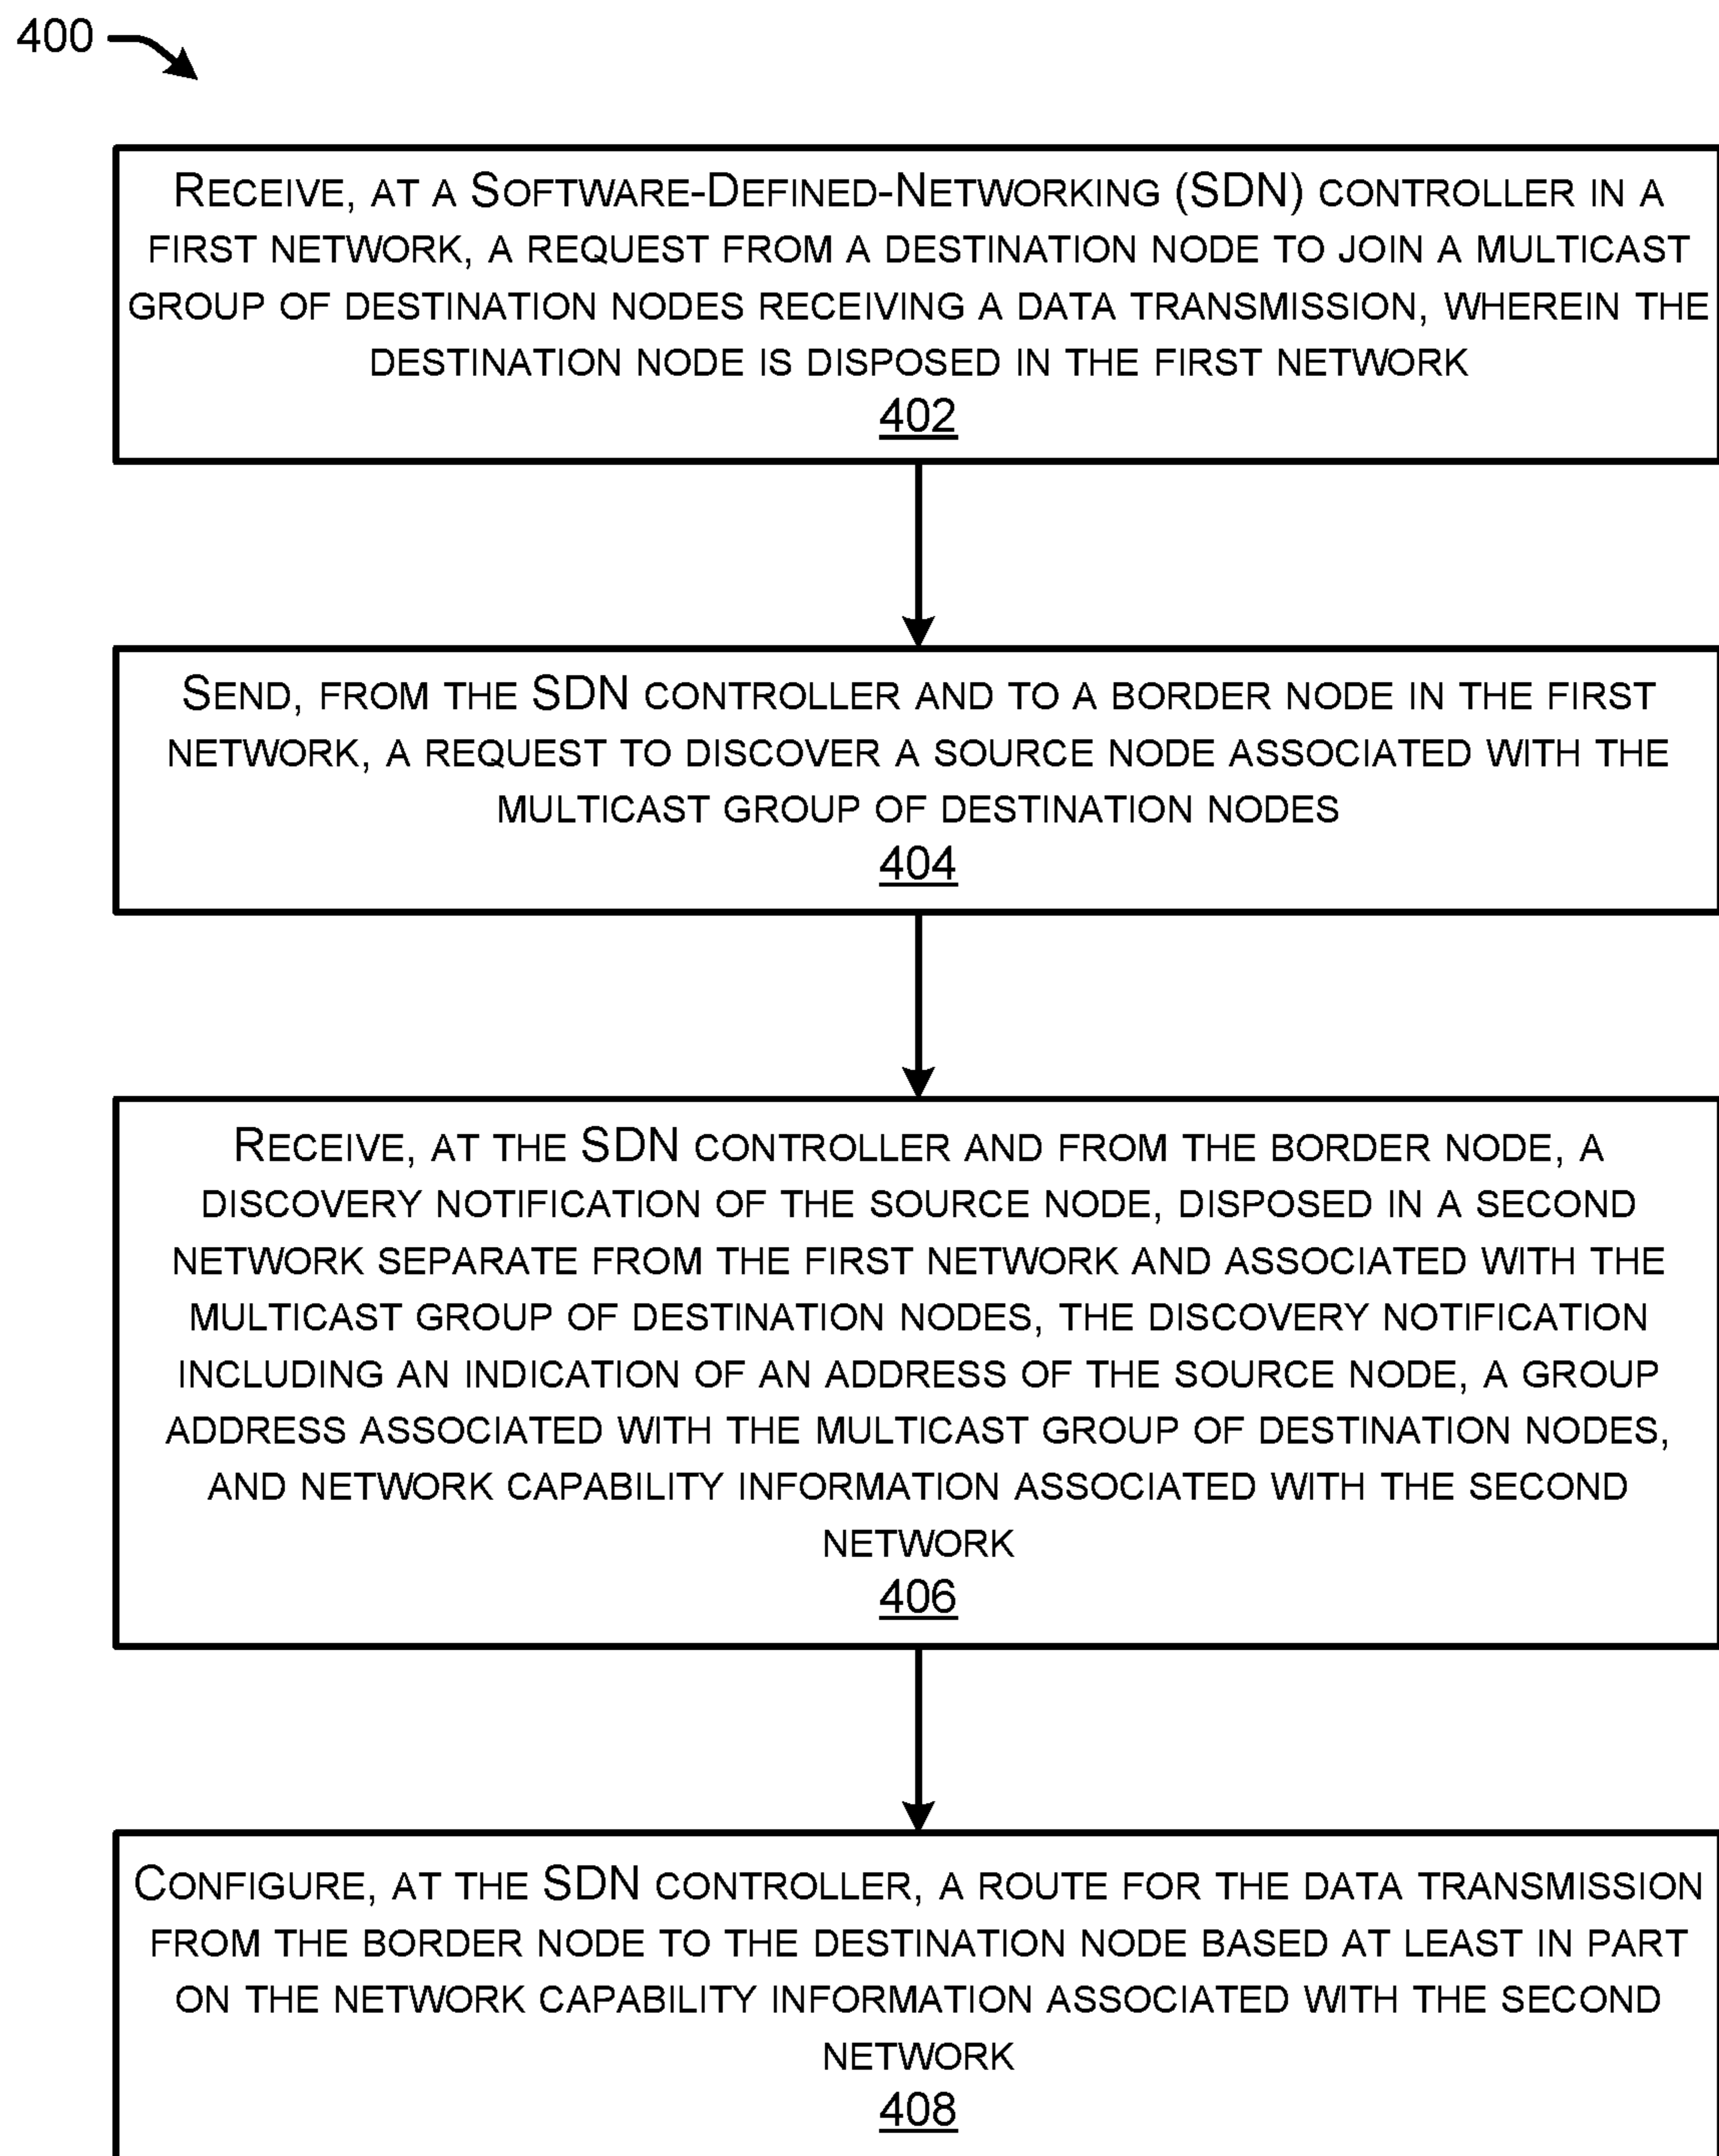 400
RECEIVE, AT A SOFTWARE-DEFINED-NETWORKING (SDN) CONTROLLER IN A
FIRST NETWORK, A REQUEST FROM A DESTINATION NODE TO JOIN A MULTICAST
GROUP OF DESTINATION NODES RECEIVING A DATA TRANSMISSION, WHEREIN THE
DESTINATION NODE IS DISPOSED IN THE FIRST NETWORK
402
SEND, FROM THE SDN CONTROLLER AND TO A BORDER NODE IN THE FIRST
NETWORK, A REQUEST TO DISCOVER A SOURCE NODE ASSOCIATED WITH THE
MULTICAST GROUP OF DESTINATION NODES
404
RECEIVE, AT THE SDN CONTROLLER AND FROM THE BORDER NODE, A
DISCOVERY NOTIFICATION OF THE SOURCE NODE, DISPOSED IN A SECOND
NETWORK SEPARATE FROM THE FIRST NETWORK AND ASSOCIATED WITH THE
MULTICAST GROUP OF DESTINATION NODES, THE DISCOVERY NOTIFICATION
INCLUDING AN INDICATION OF AN ADDRESS OF THE SOURCE NODE, A GROUP
ADDRESS ASSOCIATED WITH THE MULTICAST GROUP OF DESTINATION NODES,
AND NETWORK CAPABILITY INFORMATION ASSOCIATED WITH THE SECOND
NETWORK
406
CONFIGURE, AT THE SDN CONTROLLER, A ROUTE FOR THE DATA TRANSMISSION
FROM THE BORDER NODE TO THE DESTINATION NODE BASED AT LEAST IN PART
ON THE NETWORK CAPABILITY INFORMATION ASSOCIATED WITH THE SECOND
NETWORK
408